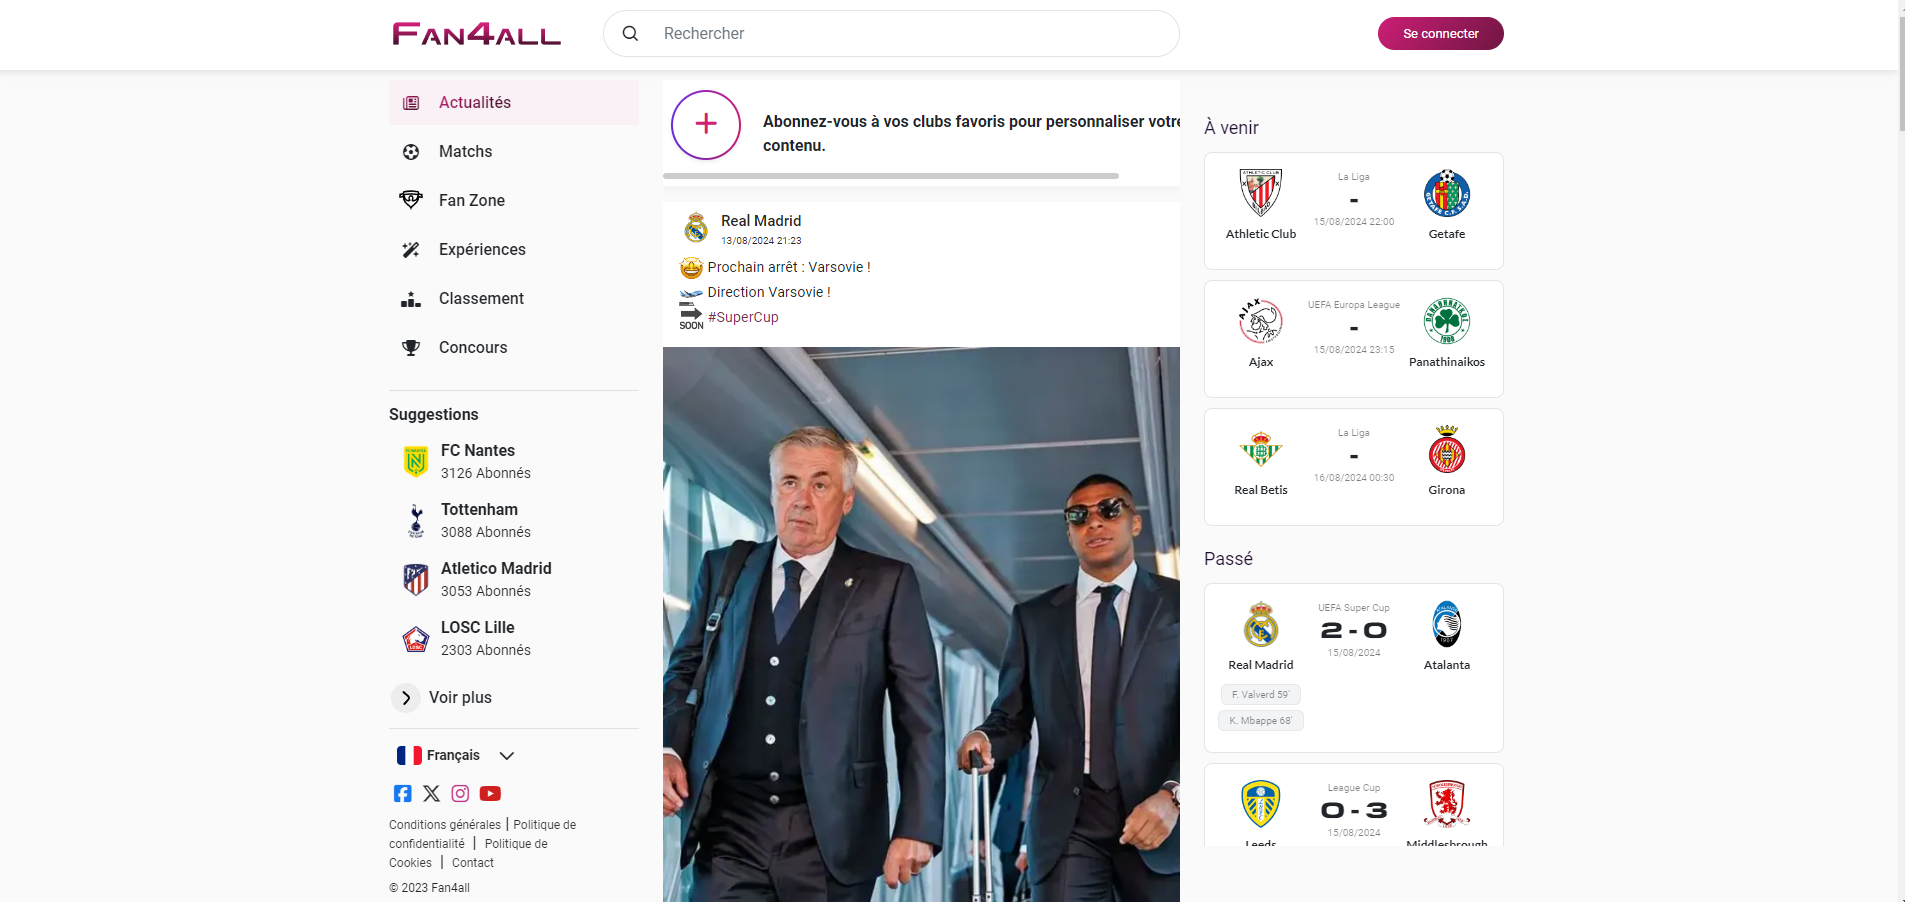 FAN4ALL
Rechercher
Se connecter
Actualités
Matchs
Fan Zone
Expériences
Classement
Concours
Suggestions
FC Nantes
3126 Abonnés
Tottenham
3088 Abonnés
Atletico Madrid
3053 Abonnés
LOSC Lille
2303 Abonnés
Voir plus
Français
Conditions générales | Politique de
confidentialité | Politique de
Cookies | Contact
© 2023 Fan4all
Abonnez-vous à vos clubs favoris pour personnaliser votre
contenu.
Real Madrid
13/08/2024 21:23
Prochain arrêt : Varsovie !
Direction Varsovie !
SOON #SuperCup
À venir
La Liga
-
15/08/2024 22:00
Athletic Club
Getafe
UEFA Europa League
-
15/08/2024 23:15
Ajax
Panathinaikos
La Liga
-
16/08/2024 00:30
Real Betis
Girona
Passé
UEFA Super Cup
2 - 0
15/08/2024
Real Madrid
Atalanta
F. Valverd 59'
K. Mbappe 68'
League Cup
0 - 3
15/08/2024
Leeds
Middlesbrough